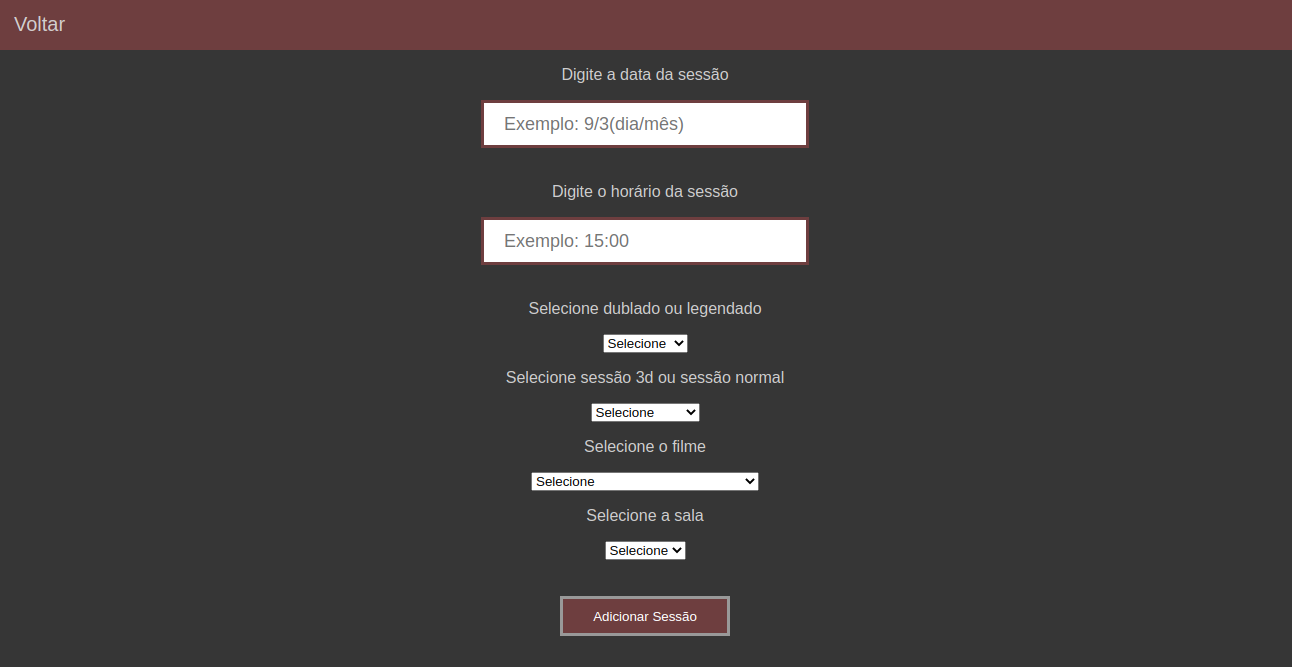 Voltar
Digite a data da sessão
Exemplo: 9/3(dia/mês)
Digite o horário da sessão
Exemplo: 15:00
Selecione dublado ou legendado
Selecione
Selecione sessão 3d ou sessão normal
Selecione
Selecione o filme
Selecione
Selecione a sala
Selecione
Adicionar Sessão